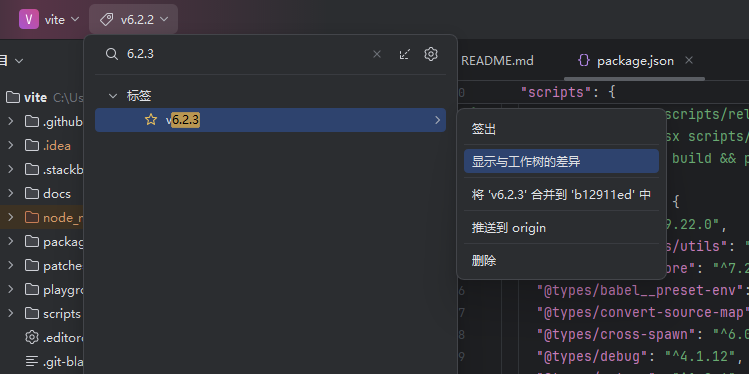 V vite v6.2.2
6.2.3
README.md
package.json
目
标签
v6.2.3
vite C:\Us
.github
.idea
.stackb
docs
node_r
packag
patche
playgro
scripts
.editorc
.git-bla
签出
显示与工作树的差异
将 'v6.2.3' 合并到 'b12911ed' 中
推送到 origin
删除
"scripts": {
scripts/rel
sx scripts/
build && p
{
9.22.0",
s/utils": "
ore": "^7.2
"@types/babel__preset-env":
"@types/convert-source-map"
"@types/cross-spawn": "^6.0
"@types/debug": "^4.1.12",